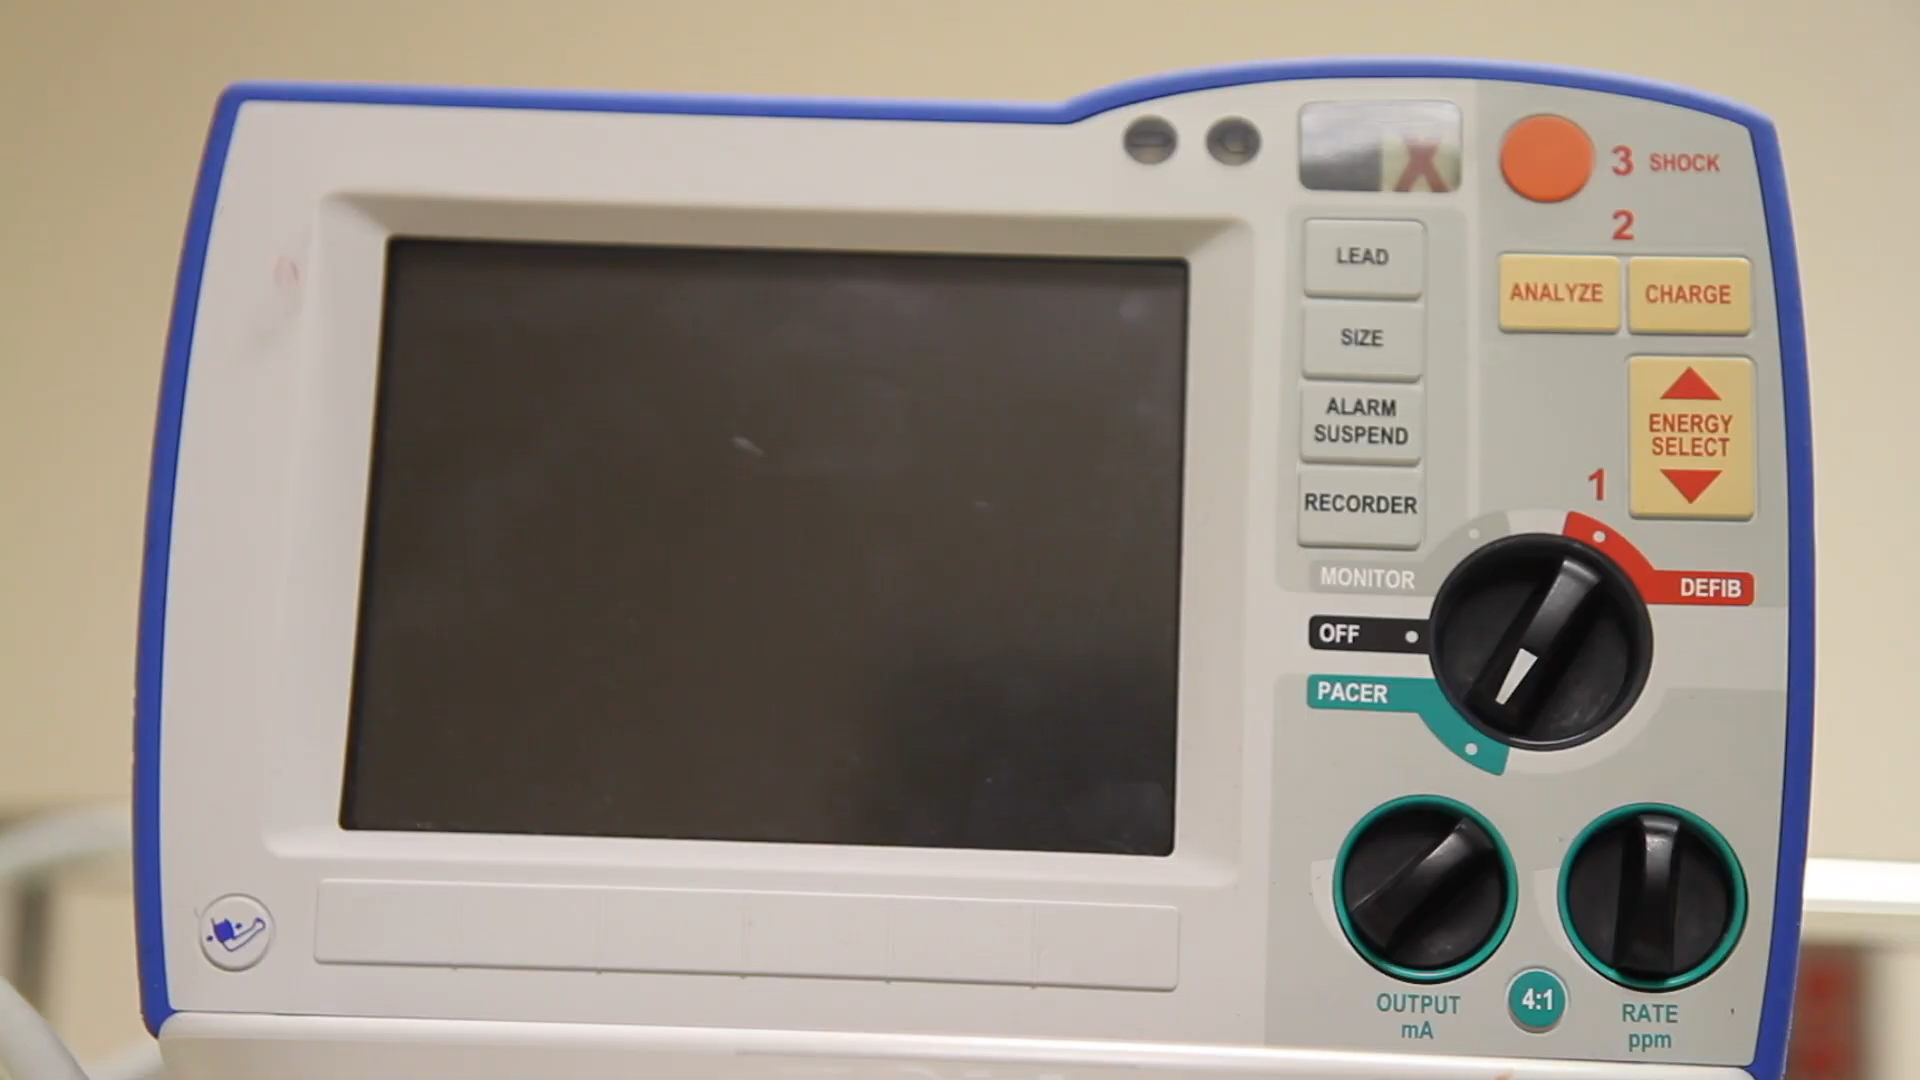 X
3 SHOCK
2
LEAD
ANALYZE
CHARGE
SIZE
ALARM
SUSPEND
ENERGY
SELECT
RECORDER
1
MONITOR
DEFIB
OFF
PACER
OUTPUT
mA
4:1
RATE
ppm